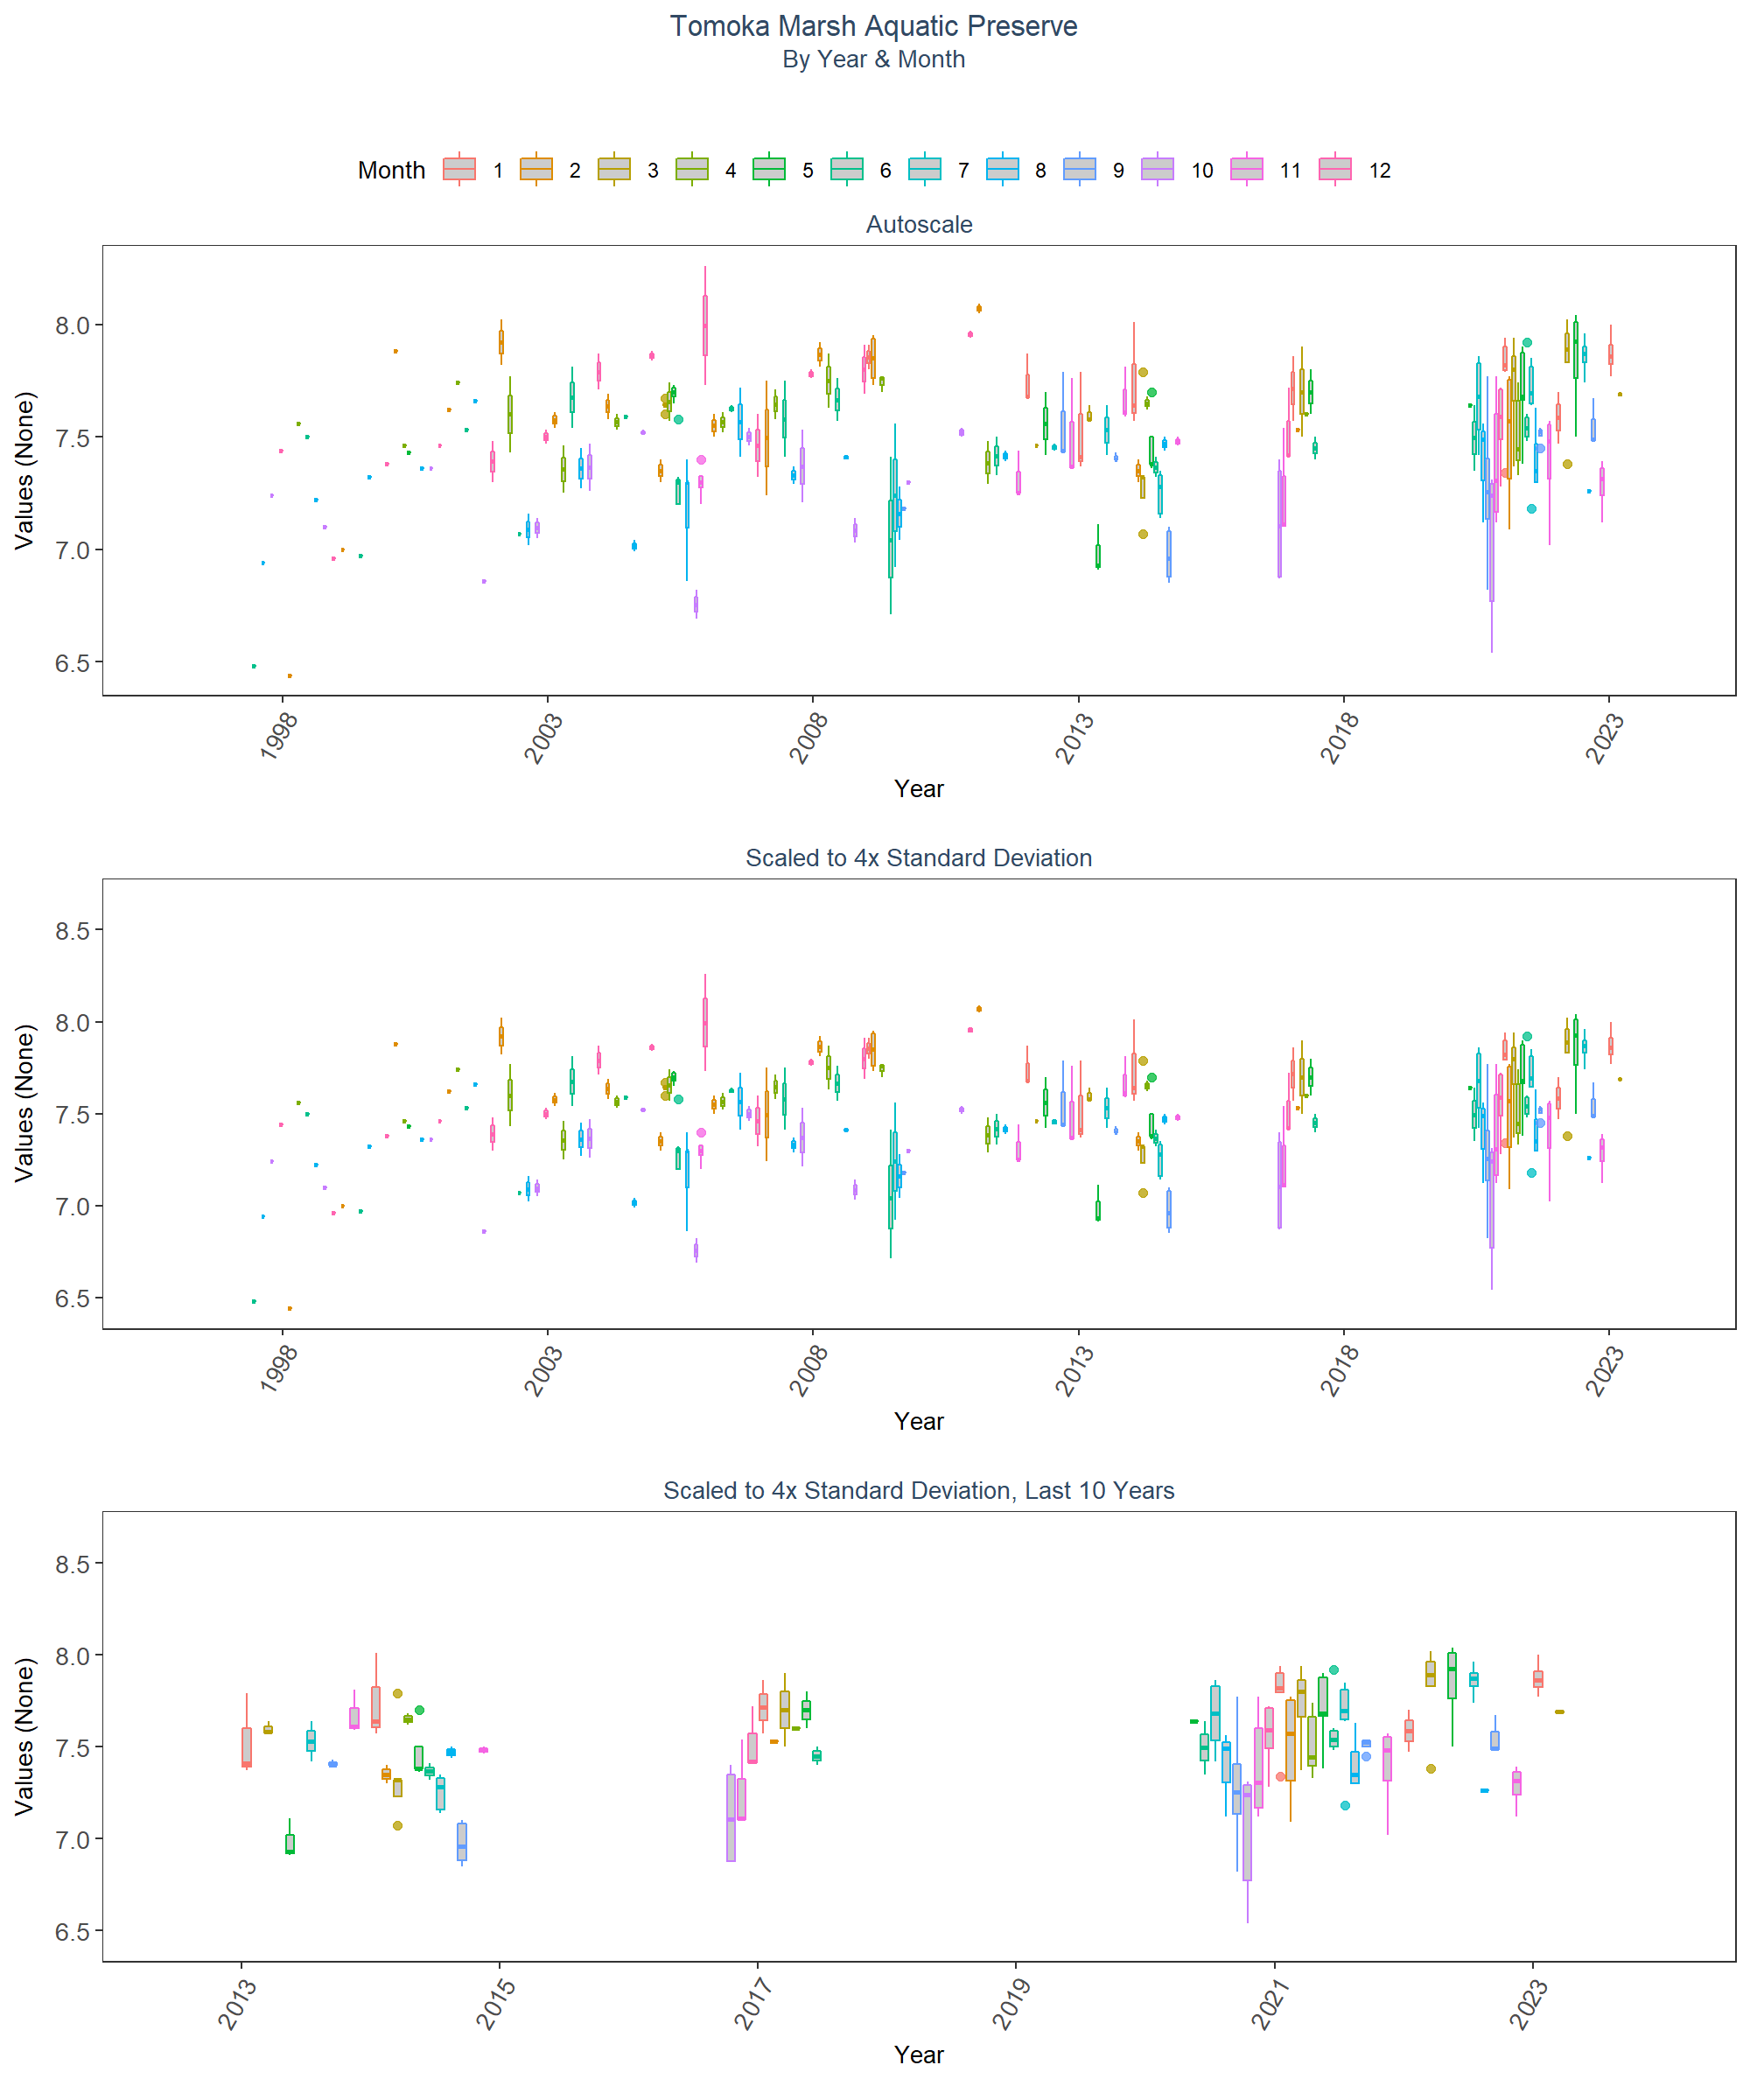 Tomoka Marsh Aquatic Preserve
By Year & Month
Month 1 2 3 4 5 6 7 8 9 10 11 12
Autoscale
Values (None)
8.0
7.5
7.0
6.5
1998 2003 2008 2013 2018 2023
Year
Scaled to 4x Standard Deviation
Values (None)
8.5
8.0
7.5
7.0
6.5
1998 2003 2008 2013 2018 2023
Year
Scaled to 4x Standard Deviation, Last 10 Years
Values (None)
8.5
8.0
7.5
7.0
6.5
2013 2015 2017 2019 2021 2023
Year